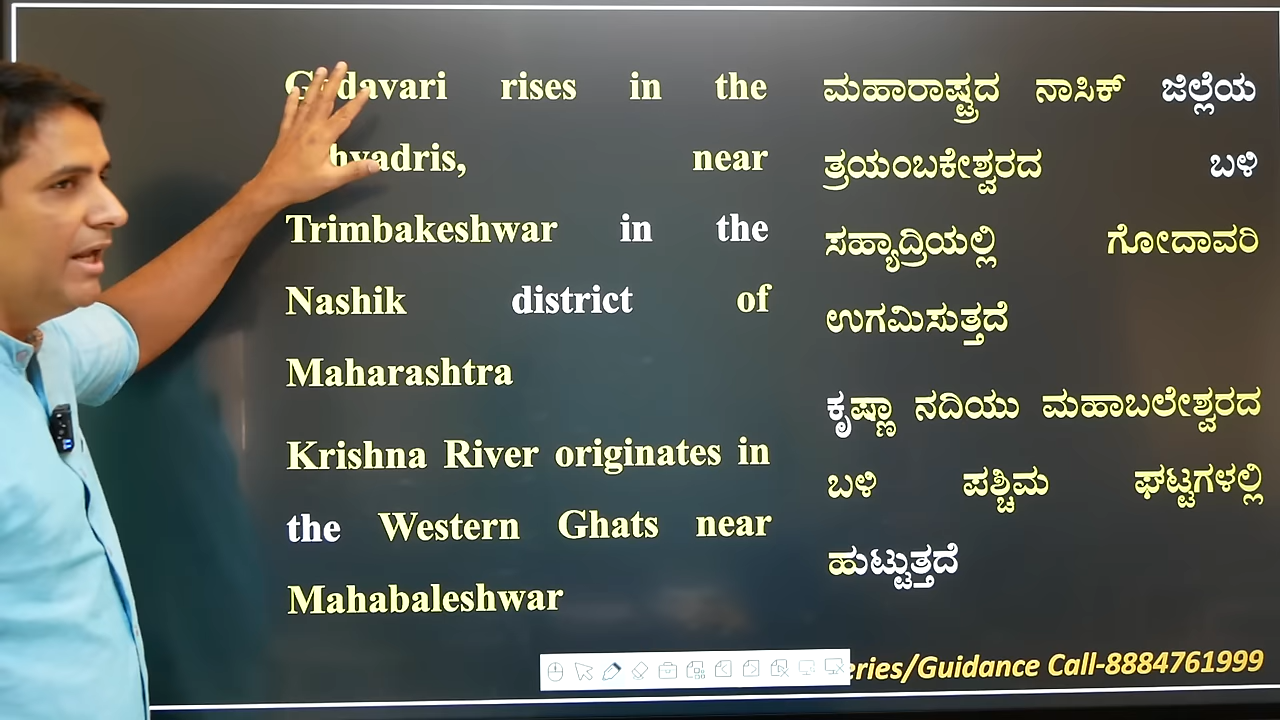 Godavari rises in the
near
Trimbakeshwar in the
Nashik district of
Maharashtra
Krishna River originates in
the Western Ghats near
Mahabaleshwar
ಮಹಾರಾಷ್ಟ್ರದ ನಾಸಿಕ್ ಜಿಲ್ಲೆಯ
ತ್ರಯಂಬಕೇಶ್ವರದ ಬಳಿ
ಸಹ್ಯಾದ್ರಿಯಲ್ಲಿ ಗೋದಾವರಿ
ಉಗಮಿಸುತ್ತದೆ
ಕೃಷ್ಣಾ ನದಿಯು ಮಹಾಬಲೇಶ್ವರದ
ಬಳಿ ಪಶ್ಚಿಮ ಘಟ್ಟಗಳಲ್ಲಿ
ಹುಟ್ಟುತ್ತದೆ
eries/Guidance Call-8884761999